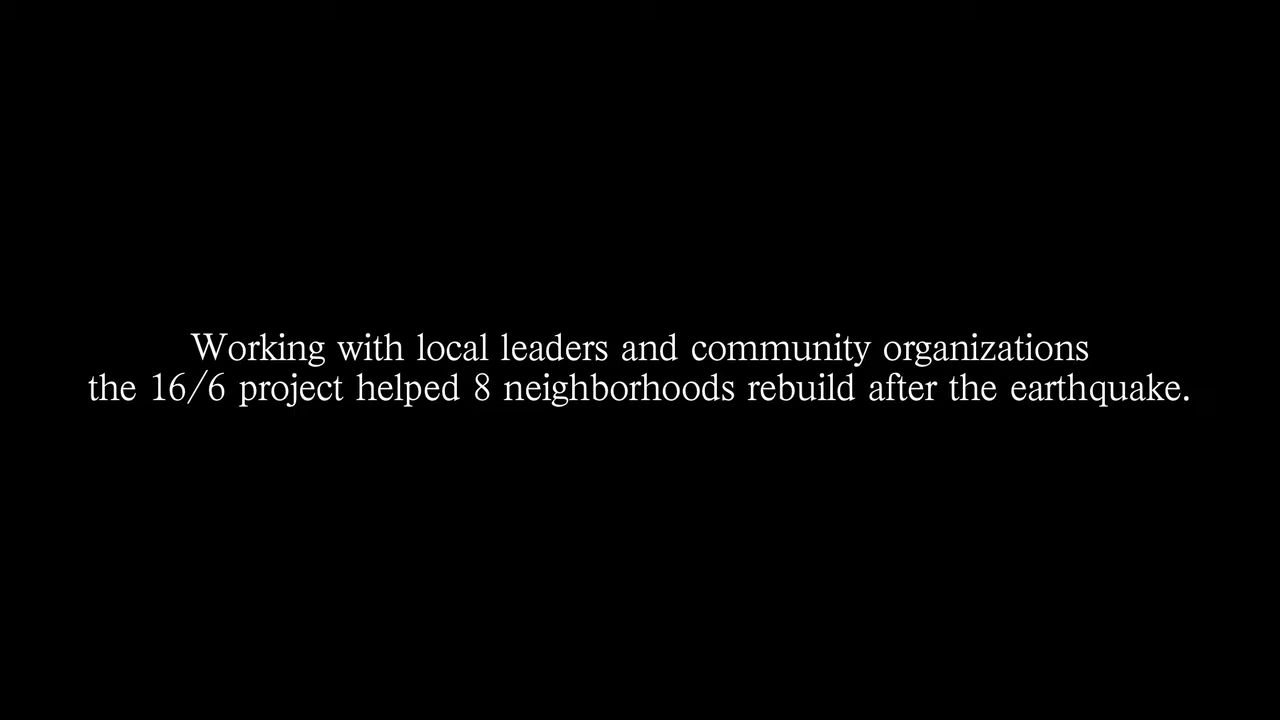 Working with local leaders and community organizations
the 16/6 project helped 8 neighborhoods rebuild after the earthquake.